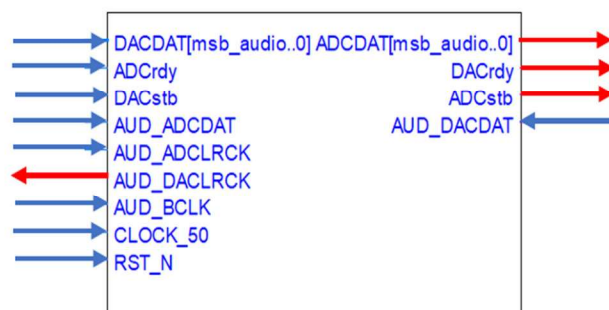 DACDAT[msb_audio..0] ADCDAT[msb_audio..0]
ADCrdy DACrdy
DACstb ADCstb
AUD_ADCDAT AUD_DACDAT
AUD_ADCLRCK
AUD_DACLRCK
AUD_BCLK
CLOCK_50
RST_N